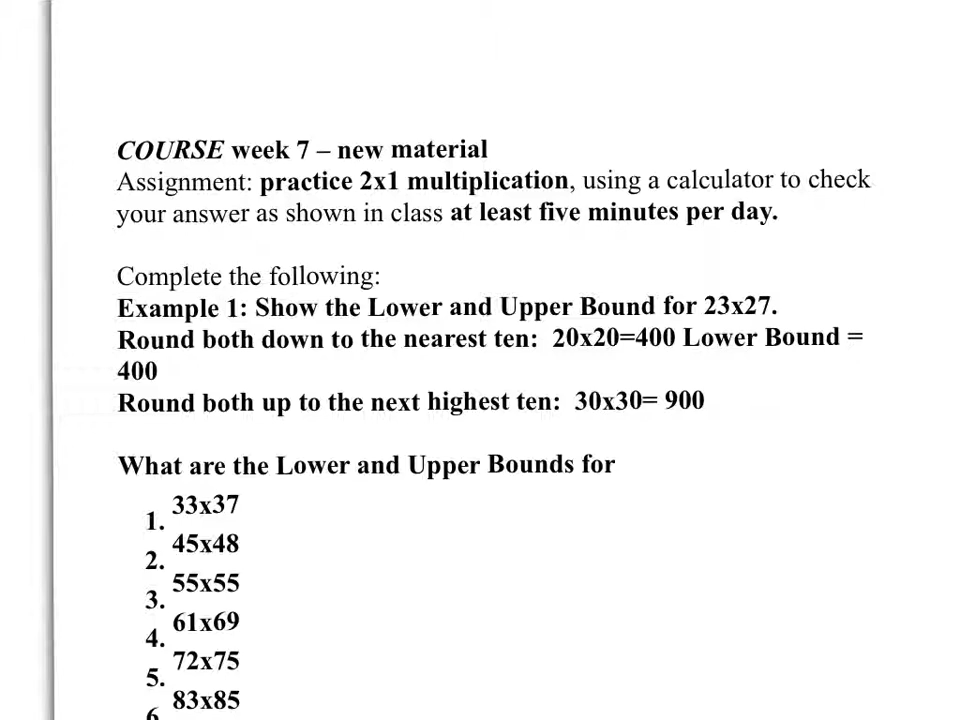 COURSE week 7 – new material
Assignment: practice 2x1 multiplication, using a calculator to check
your answer as shown in class at least five minutes per day.
Complete the following:
Example 1: Show the Lower and Upper Bound for 23x27.
Round both down to the nearest ten: 20x20=400 Lower Bound =
400
Round both up to the next highest ten: 30x30= 900
What are the Lower and Upper Bounds for
1. 33x37
2. 45x48
3. 55x55
4. 61x69
5. 72x75
6. 83x85